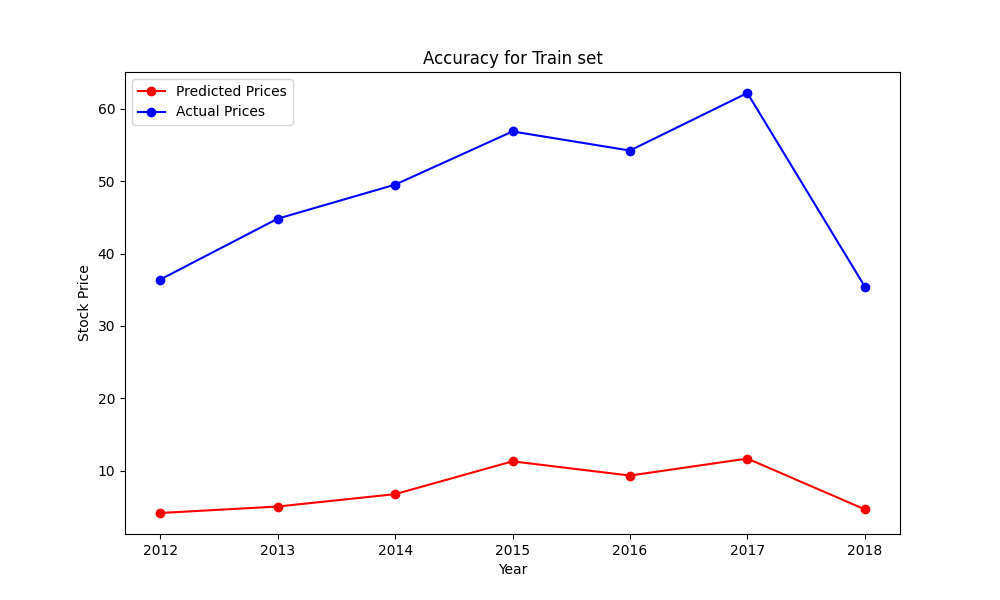 Accuracy for Train set
Predicted Prices
Actual Prices
60
50
40
30
20
10
Stock Price
2012 2013 2014 2015 2016 2017 2018
Year